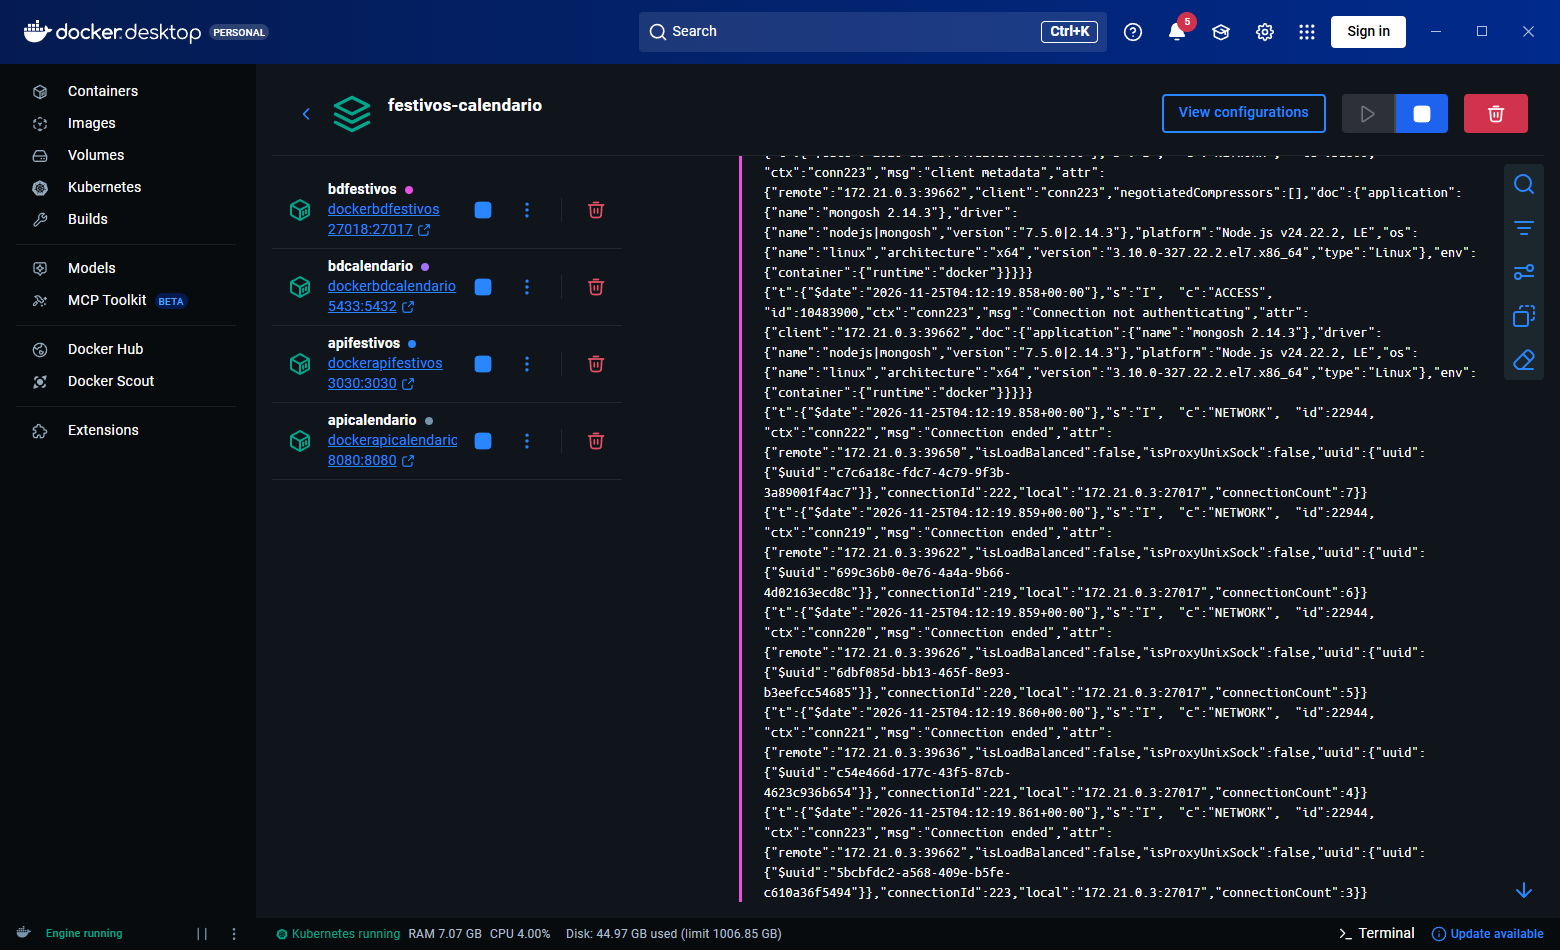 docker.desktop PERSONAL
Search
Ctrl+K
5
Sign in
Containers
Images
Volumes
Kubernetes
Builds
Models
MCP Toolkit BETA
Docker Hub
Docker Scout
Extensions
festivos-calendario
View configurations
bdfestivos
dockerbdfestivos
27018:27017
bdcalendario
dockerbdcalendario
5433:5432
apifestivos
dockerapifestivos
3030:3030
apicalendario
dockerapicalendario
8080:8080
"ctx":"conn223","msg":"client metadata","attr":
{"remote":"172.21.0.3:39662","client":"conn223","negotiatedCompressors":[],"doc":{"application":
{"name":"mongosh 2.14.3"},"driver":
{"name":"nodejs|mongosh","version":"7.5.0|2.14.3"},"platform":"Node.js v24.22.2, LE","os":
{"name":"linux","architecture":"x64","version":"3.10.0-327.22.2.el7.x86_64","type":"Linux"},"env":
{"container":{"runtime":"docker"}}}}}
{"t":{"$date":"2026-11-25T04:12:19.858+00:00"},"s":"I", "c":"ACCESS",
"id":10483900,"ctx":"conn223","msg":"Connection not authenticating","attr":
{"client":"172.21.0.3:39662","doc":{"application":{"name":"mongosh 2.14.3"},"driver":
{"name":"nodejs|mongosh","version":"7.5.0|2.14.3"},"platform":"Node.js v24.22.2, LE","os":
{"name":"linux","architecture":"x64","version":"3.10.0-327.22.2.el7.x86_64","type":"Linux"},"env":
{"container":{"runtime":"docker"}}}}}
{"t":{"$date":"2026-11-25T04:12:19.858+00:00"},"s":"I", "c":"NETWORK", "id":22944,
"ctx":"conn222","msg":"Connection ended","attr":
{"remote":"172.21.0.3:39650","isLoadBalanced":false,"isProxyUnixSock":false,"uuid":{"uuid":
{"$uuid":"c7c6a18c-fdc7-4c79-9f3b-
3a89001f4ac7"}},"connectionId":222,"local":"172.21.0.3:27017","connectionCount":7}}
{"t":{"$date":"2026-11-25T04:12:19.859+00:00"},"s":"I", "c":"NETWORK", "id":22944,
"ctx":"conn219","msg":"Connection ended","attr":
{"remote":"172.21.0.3:39622","isLoadBalanced":false,"isProxyUnixSock":false,"uuid":{"uuid":
{"$uuid":"699c36b0-0e76-4a4a-9b66-
4d02163ecd8c"}},"connectionId":219,"local":"172.21.0.3:27017","connectionCount":6}}
{"t":{"$date":"2026-11-25T04:12:19.859+00:00"},"s":"I", "c":"NETWORK", "id":22944,
"ctx":"conn220","msg":"Connection ended","attr":
{"remote":"172.21.0.3:39626","isLoadBalanced":false,"isProxyUnixSock":false,"uuid":{"uuid":
{"$uuid":"6dbf085d-bb13-465f-8e93-
b3eefcc54685"}},"connectionId":220,"local":"172.21.0.3:27017","connectionCount":5}}
{"t":{"$date":"2026-11-25T04:12:19.860+00:00"},"s":"I", "c":"NETWORK", "id":22944,
"ctx":"conn221","msg":"Connection ended","attr":
{"remote":"172.21.0.3:39636","isLoadBalanced":false,"isProxyUnixSock":false,"uuid":{"uuid":
{"$uuid":"c54e466d-177c-43f5-87cb-
4623c936b654"}},"connectionId":221,"local":"172.21.0.3:27017","connectionCount":4}}
{"t":{"$date":"2026-11-25T04:12:19.861+00:00"},"s":"I", "c":"NETWORK", "id":22944,
"ctx":"conn223","msg":"Connection ended","attr":
{"remote":"172.21.0.3:39662","isLoadBalanced":false,"isProxyUnixSock":false,"uuid":{"uuid":
{"$uuid":"5bcbfdc2-a568-409e-b5fe-
c610a36f5494"}},"connectionId":223,"local":"172.21.0.3:27017","connectionCount":3}}
Engine running
Kubernetes running RAM 7.07 GB CPU 4.00% Disk: 44.97 GB used (limit 1006.85 GB)
Terminal
Update available